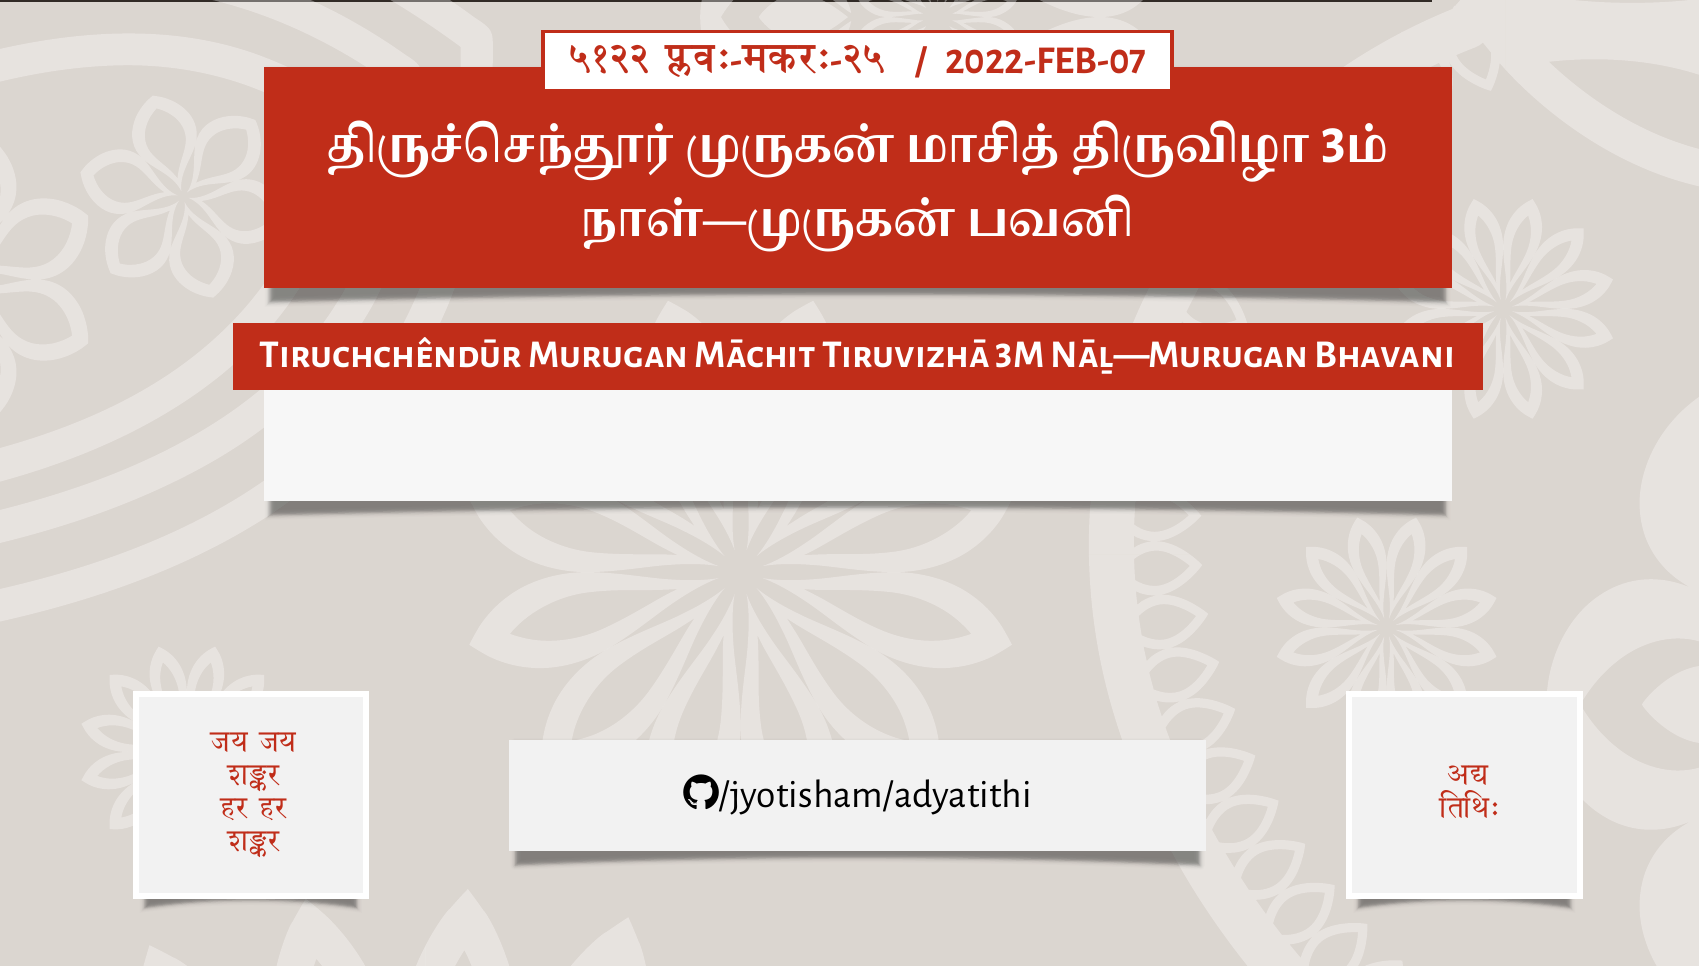 ५१२२ प्लवः-मकरः-२५ / 2022-FEB-07
திருச்செந்தூர் முருகன் மாசித் திருவிழா 3ம்
நாள்—முருகன் பவனி
Tiruchchêndūr Murugan Māchit Tiruvizhā 3m Nāḻ—Murugan Bhavani
जय जय
शङ्कर
हर हर
शङ्कर
/jyotisham/adyatithi
अद्य
तिथिः